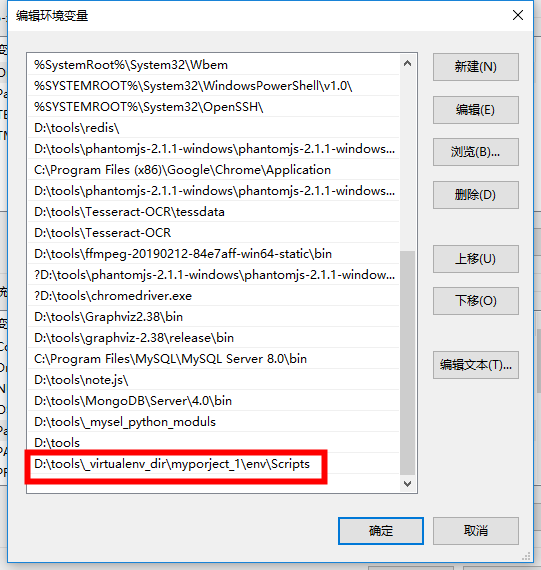 编辑环境变量
%SystemRoot%\System32\Wbem
%SYSTEMROOT%\System32\WindowsPowerShell\v1.0\
%SYSTEMROOT%\System32\OpenSSH\
D:\tools\redis\
D:\tools\phantomjs-2.1.1-windows\phantomjs-2.1.1-windows...
C:\Program Files (x86)\Google\Chrome\Application
D:\tools\phantomjs-2.1.1-windows\phantomjs-2.1.1-windows...
D:\tools\Tesseract-OCR\tessdata
D:\tools\Tesseract-OCR
D:\tools\ffmpeg-20190212-84e7aff-win64-static\bin
?D:\tools\phantomjs-2.1.1-windows\phantomjs-2.1.1-window...
?D:\tools\chromedriver.exe
D:\tools\Graphviz2.38\bin
D:\tools\graphviz-2.38\release\bin
C:\Program Files\MySQL\MySQL Server 8.0\bin
D:\tools\note.js\
D:\tools\MongoDB\Server\4.0\bin
D:\tools\_mysel_python_moduls
D:\tools
D:\tools\_virtualenv_dir\myporject_1\env\Scripts
新建(N)
编辑(E)
浏览(B)...
删除(D)
上移(U)
下移(O)
编辑文本(T)...
确定
取消